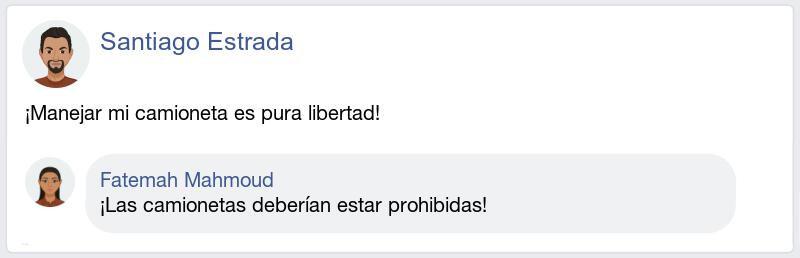 Santiago Estrada
¡Manejar mi camioneta es pura libertad!
Fatemah Mahmoud
¡Las camionetas deberían estar prohibidas!